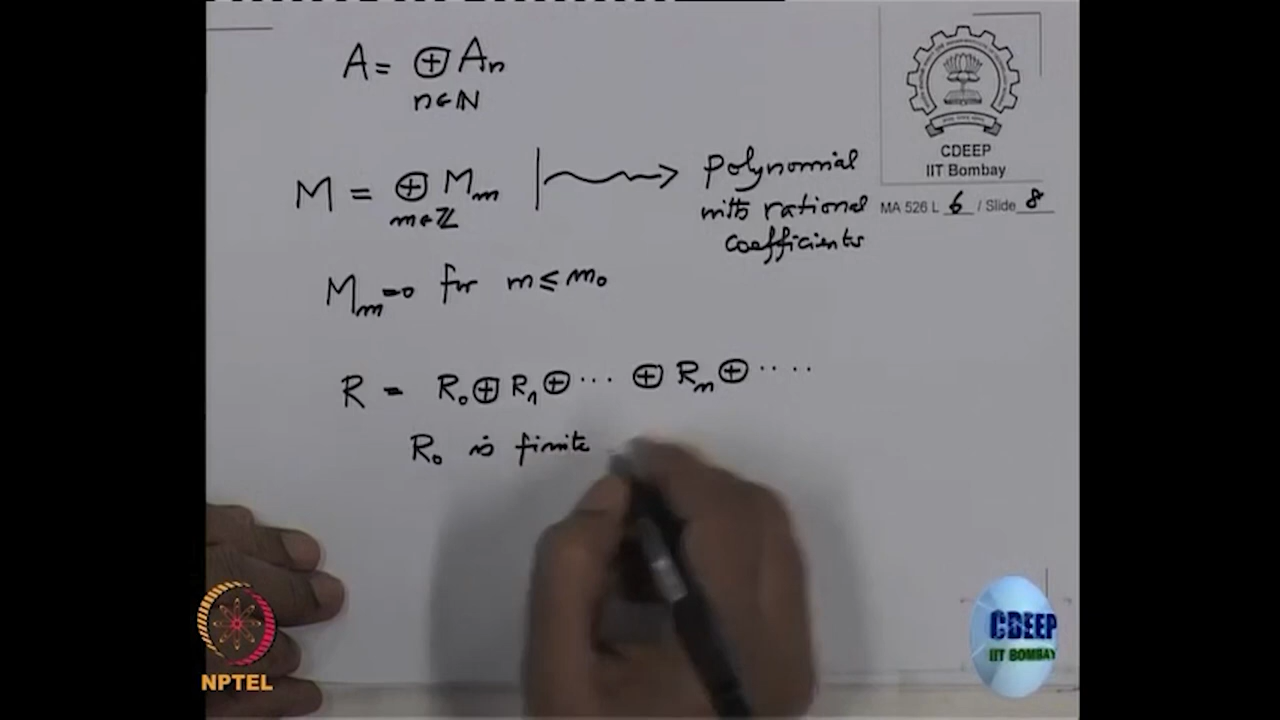 A = ⊕ Aₙ
n∈ℕ
M = ⊕ Mₘ
m∈ℤ
polynomial
with rational
coefficients
Mₘ=0 for m ≤ m₀
R = R₀⊕R₁⊕··· ⊕Rₘ⊕····
R₀ is finite
CDEEP
IIT Bombay
MA 526 L 6 / Slide 8
NPTEL
CDEEP
IIT BOMBAY